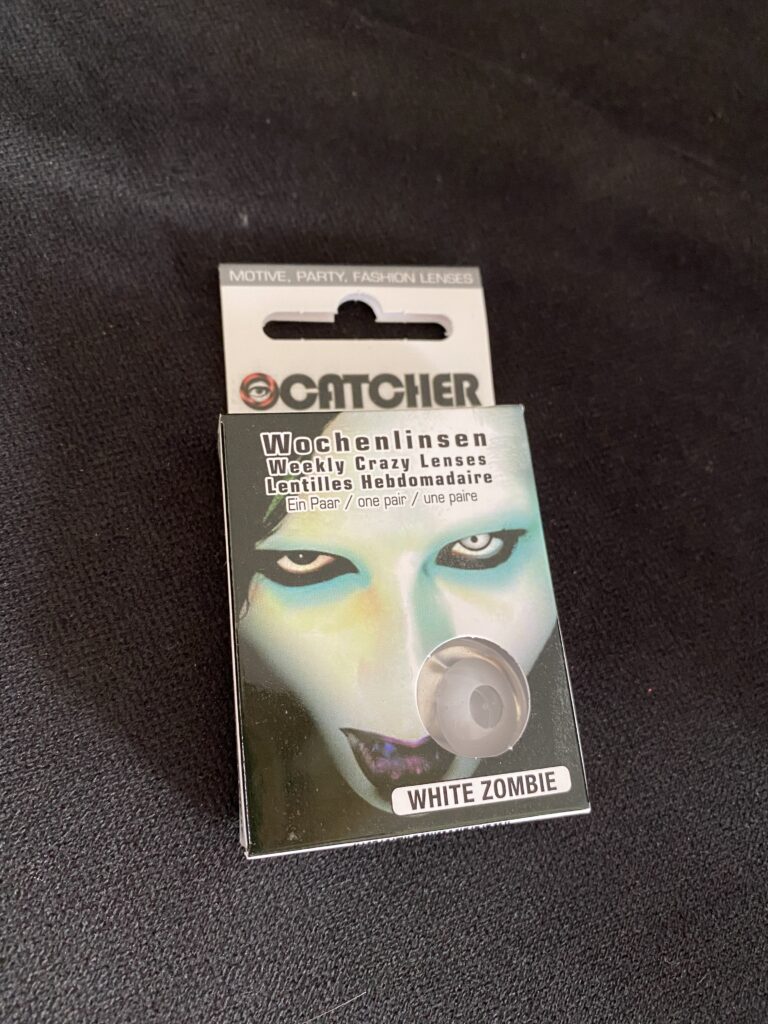 MOTIVE, PARTY, FASHION LENSES
CATCHER
Wochenlinsen
Weekly Crazy Lenses
Lentilles Hebdomadaire
Ein Paar / one pair / une paire
WHITE ZOMBIE